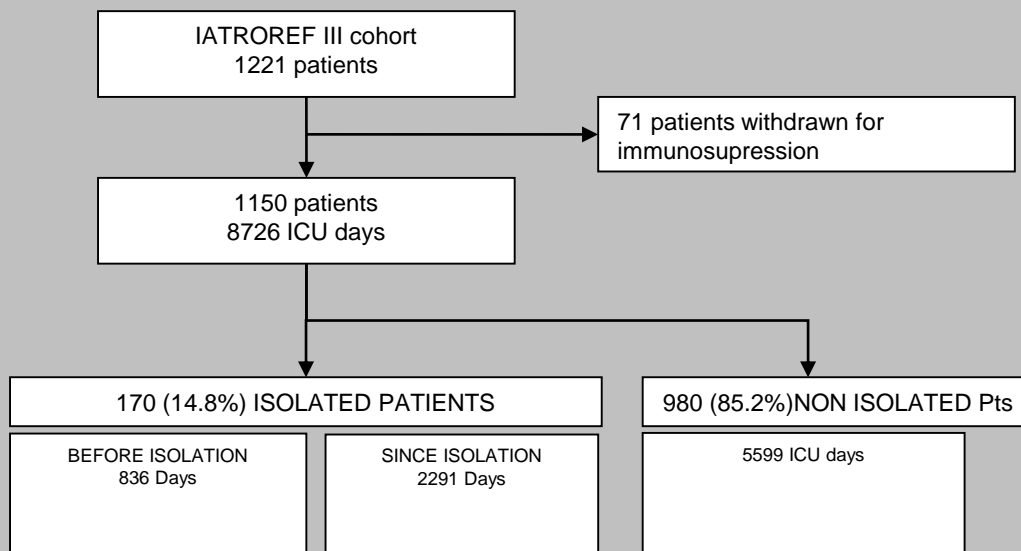 IATROREF III cohort
1221 patients
71 patients withdrawn for
immunosupression
1150 patients
8726 ICU days
170 (14.8%) ISOLATED PATIENTS
980 (85.2%)NON ISOLATED Pts
BEFORE ISOLATION
836 Days
SINCE ISOLATION
2291 Days
5599 ICU days